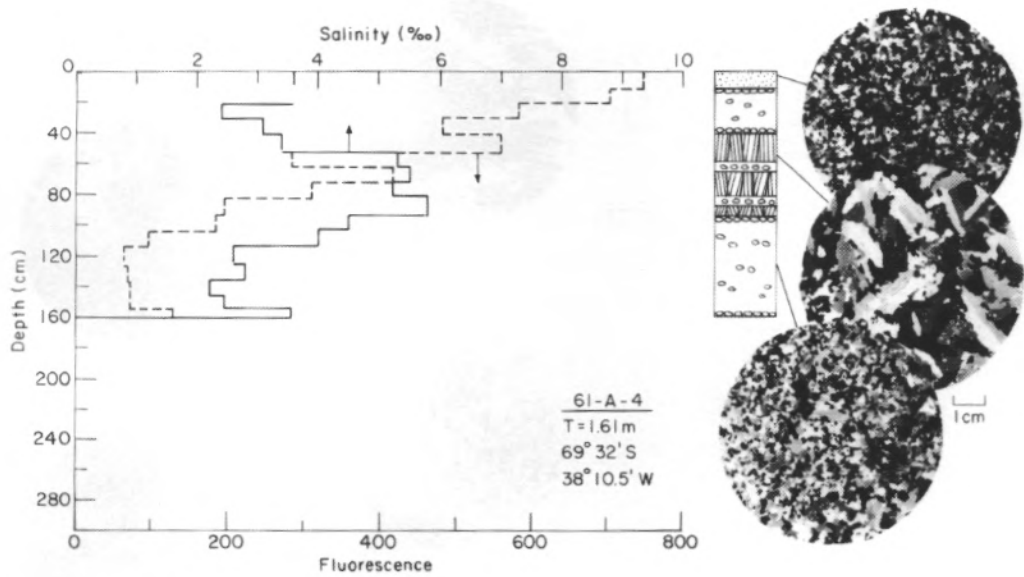 Salinity (‰)
0 2 4 6 8 10
40
80
120
160
200
240
280
Depth (cm)
0 200 400 600 800
Fluorescence
61-A-4
T=1.61m
69° 32' S
38° 10.5' W
1cm